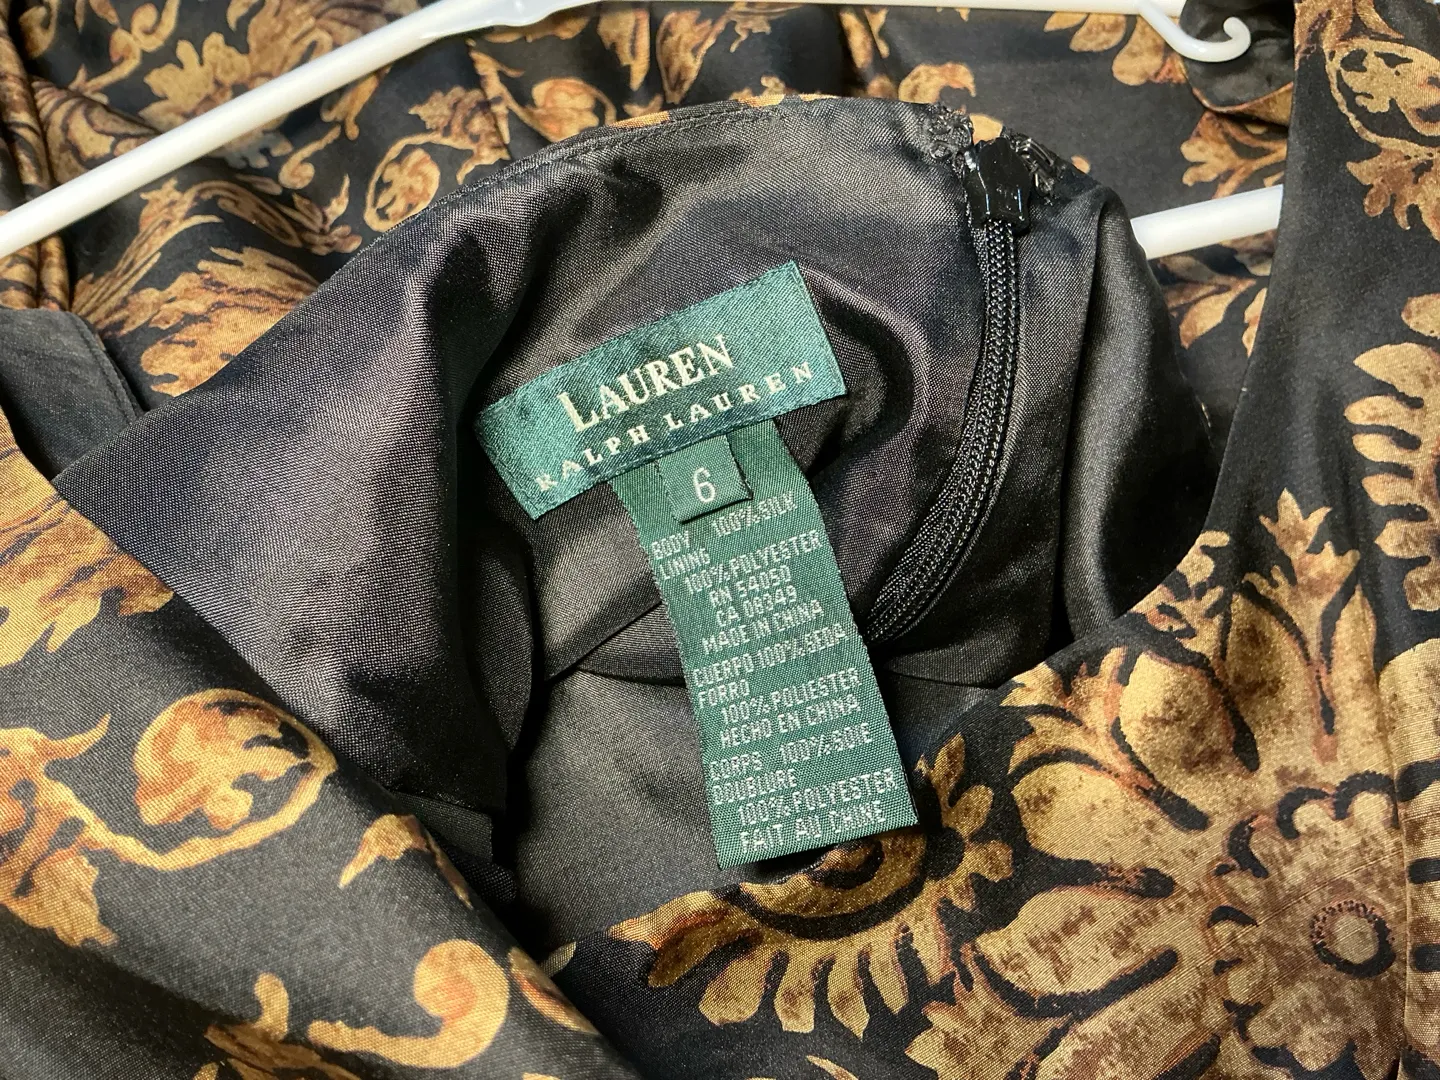 LAUREN
RALPH LAUREN
6
BODY 100%SILK
LINING
100%POLYESTER
RN 54050
CA 08349
MADE IN CHINA
CUERPO 100%SEDA
FORRO
100%POLIESTER
HECHO EN CHINA
CORPS 100%SOIE
DOUBLURE
100%POLYESTER
FAIT AU CHINE